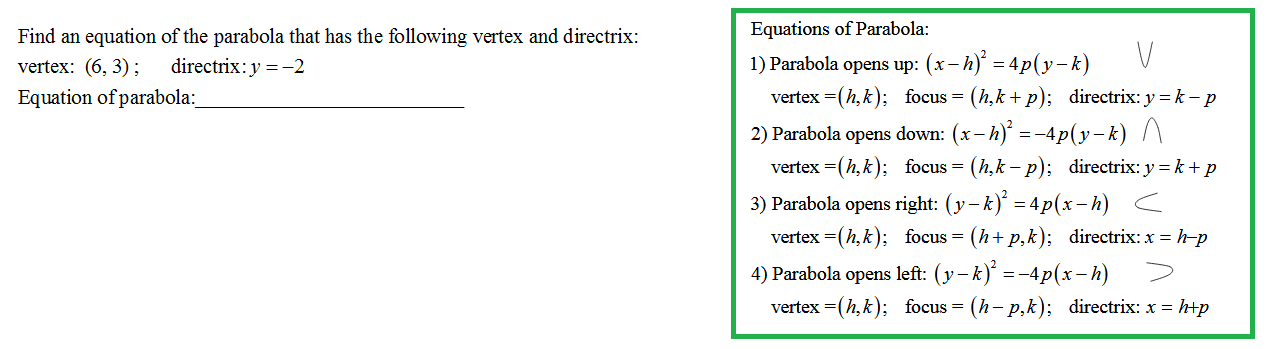 Find an equation of the parabola that has the following vertex and directrix:
vertex: (6, 3) ; directrix: y = −2
Equation of parabola:___________________________
Equations of Parabola:
1) Parabola opens up: (x − h)² = 4p(y − k)
vertex =(h,k); focus = (h,k + p); directrix: y = k − p
2) Parabola opens down: (x − h)² = −4p(y − k)
vertex =(h,k); focus = (h,k − p); directrix: y = k + p
3) Parabola opens right: (y − k)² = 4p(x − h)
vertex =(h,k); focus = (h + p,k); directrix: x = h−p
4) Parabola opens left: (y − k)² = −4p(x − h)
vertex =(h,k); focus = (h − p,k); directrix: x = h+p